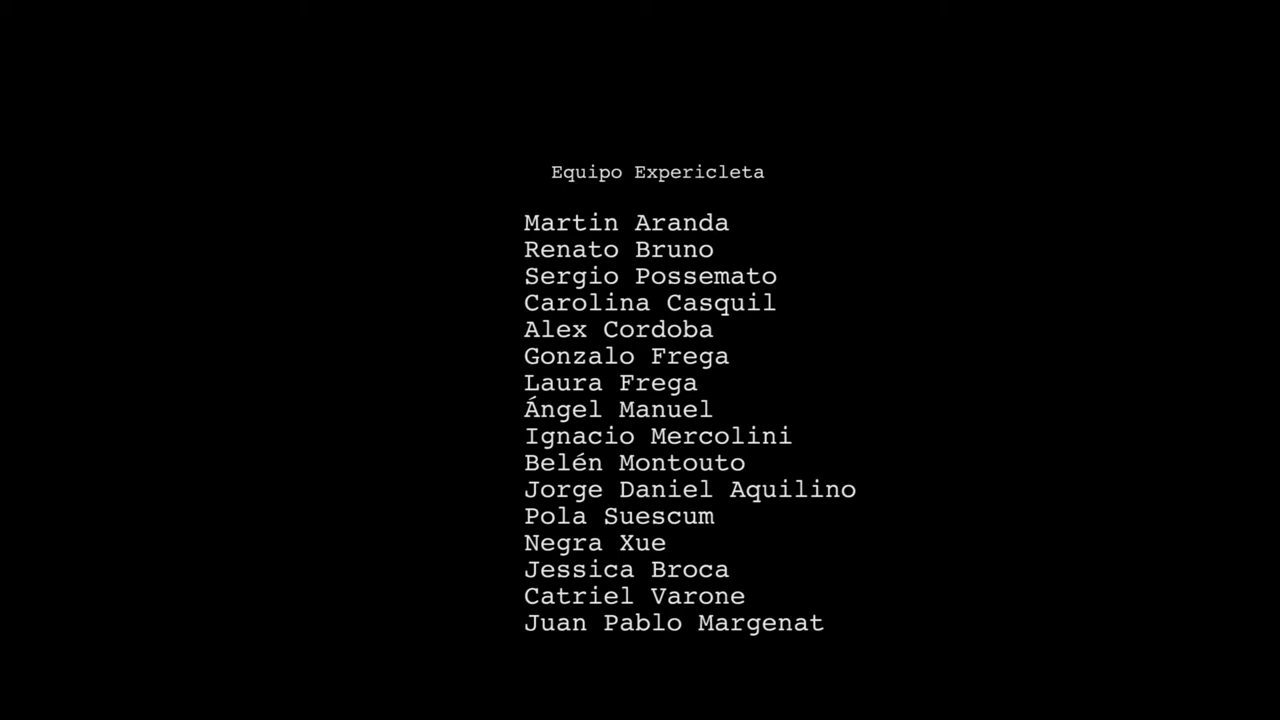 Equipo Expericleta
Martin Aranda
Renato Bruno
Sergio Possemato
Carolina Casquil
Alex Cordoba
Gonzalo Frega
Laura Frega
Ángel Manuel
Ignacio Mercolini
Belén Montouto
Jorge Daniel Aquilino
Pola Suescum
Negra Xue
Jessica Broca
Catriel Varone
Juan Pablo Margenat